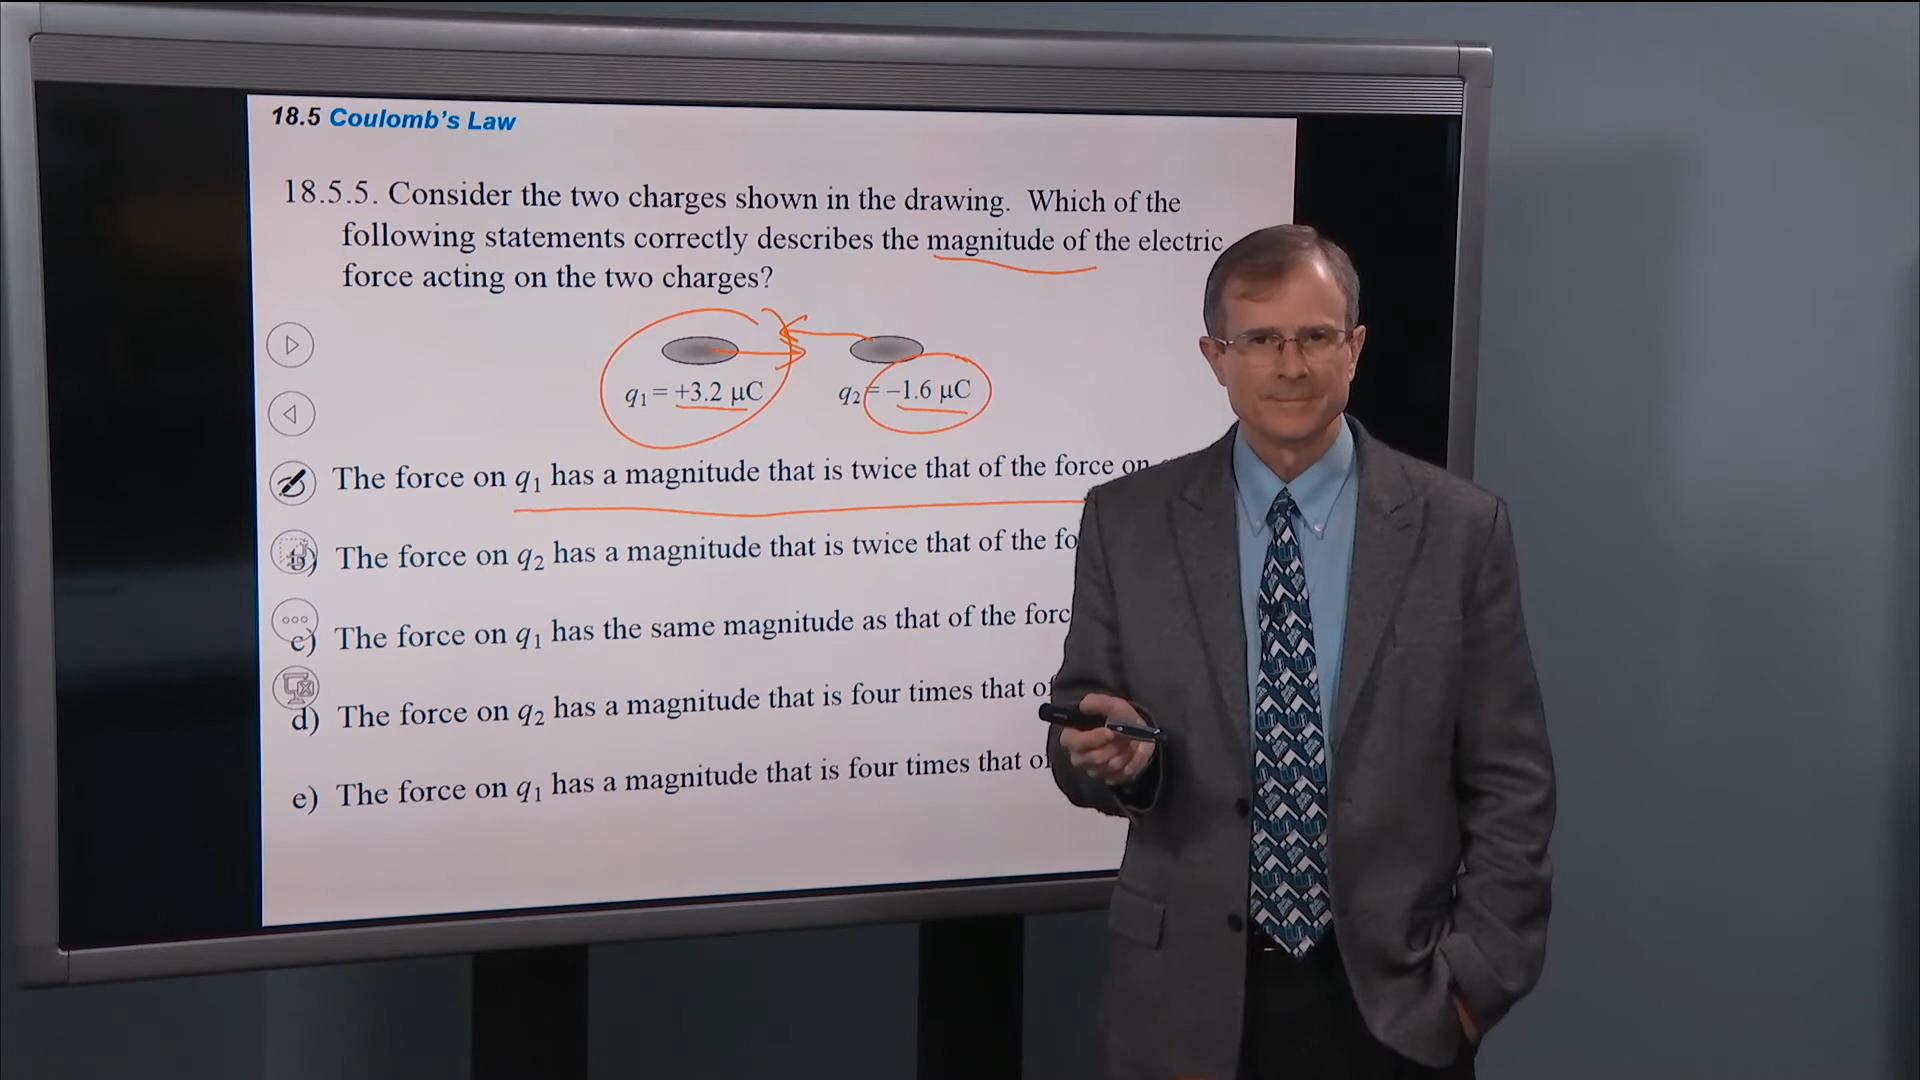 18.5 Coulomb's Law
18.5.5. Consider the two charges shown in the drawing. Which of the
following statements correctly describes the magnitude of the electric
force acting on the two charges?
q₁ = +3.2 μC q₂ = −1.6 μC
The force on q₁ has a magnitude that is twice that of the force on
b) The force on q₂ has a magnitude that is twice that of the
c) The force on q₁ has the same magnitude as that of the
d) The force on q₂ has a magnitude that is four times that
e) The force on q₁ has a magnitude that is four times that